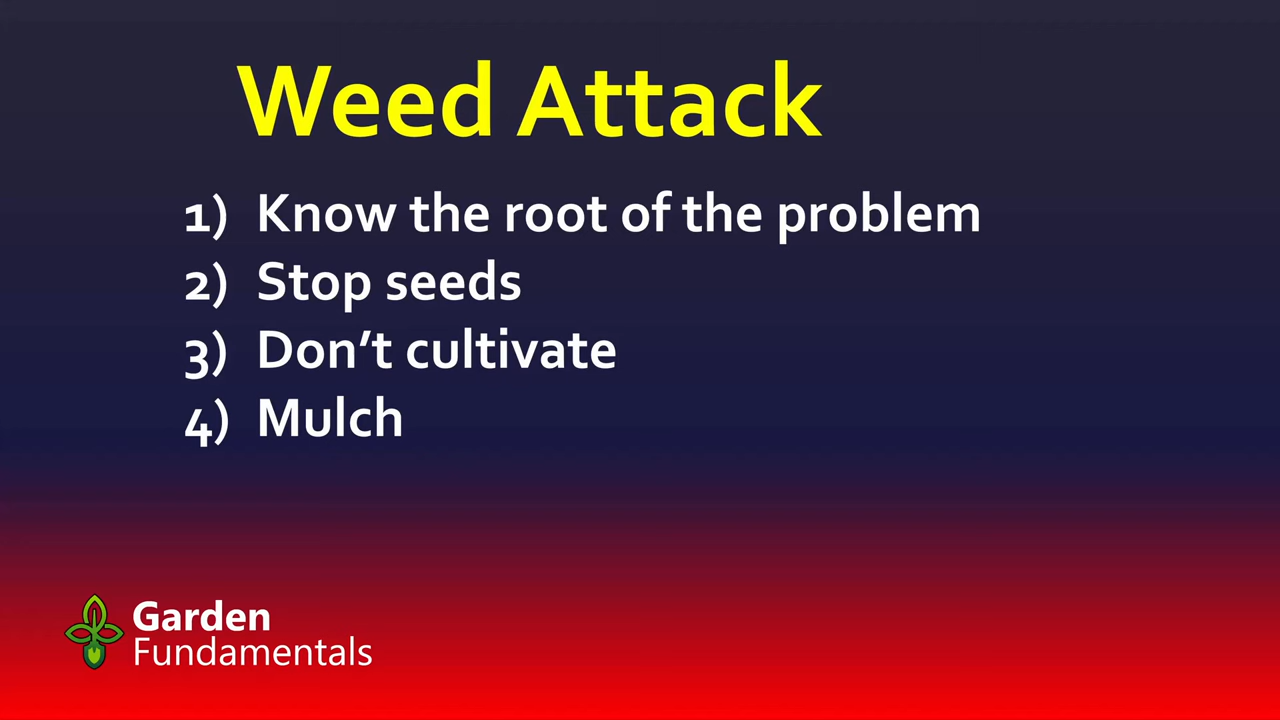 Weed Attack
1) Know the root of the problem
2) Stop seeds
3) Don’t cultivate
4) Mulch
Garden
Fundamentals